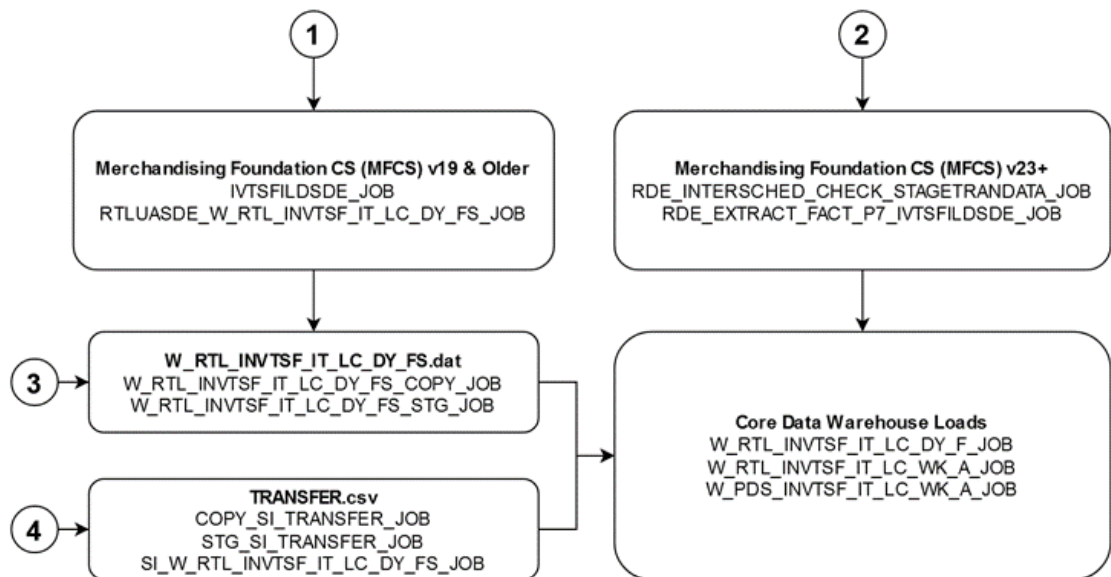 1
2
Merchandising Foundation CS (MFCS) v19 & Older
IVTSFILDSDE_JOB
RTLUASDE_W_RTL_INVTSF_IT_LC_DY_FS_JOB
Merchandising Foundation CS (MFCS) v23+
RDE_INTERSCHED_CHECK_STAGETRANDATA_JOB
RDE_EXTRACT_FACT_P7_IVTSFILDSDE_JOB
3
W_RTL_INVTSF_IT_LC_DY_FS.dat
W_RTL_INVTSF_IT_LC_DY_FS_COPY_JOB
W_RTL_INVTSF_IT_LC_DY_FS_STG_JOB
4
TRANSFER.csv
COPY_SI_TRANSFER_JOB
STG_SI_TRANSFER_JOB
SI_W_RTL_INVTSF_IT_LC_DY_FS_JOB
Core Data Warehouse Loads
W_RTL_INVTSF_IT_LC_DY_F_JOB
W_RTL_INVTSF_IT_LC_WK_A_JOB
W_PDS_INVTSF_IT_LC_WK_A_JOB